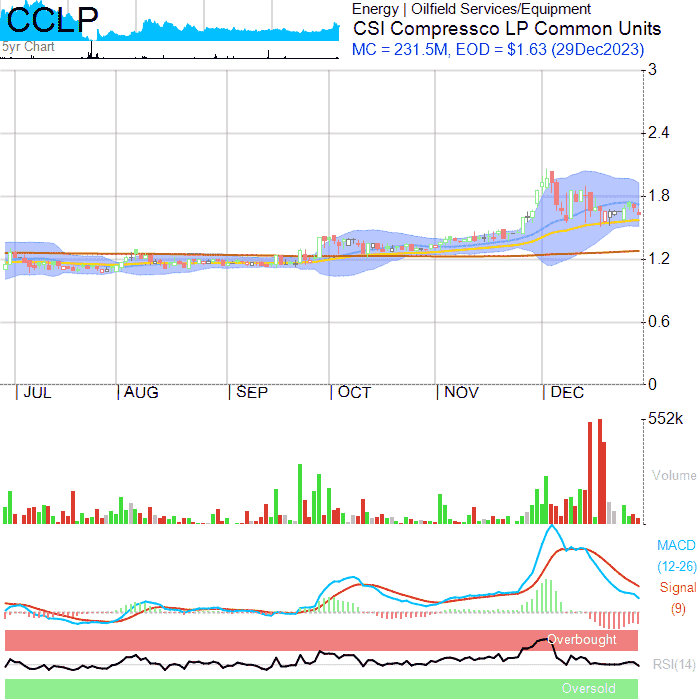 CCLP
5yr Chart
Energy | Oilfield Services/Equipment
CSI Compressco LP Common Units
MC = 231.5M, EOD = $1.63 (29Dec2023)
3
2.4
1.8
1.2
0.6
0
| JUL | AUG | SEP | OCT | NOV | DEC
552k
Volume
MACD
(12-26)
Signal
(9)
Overbought
RSI(14)
Oversold